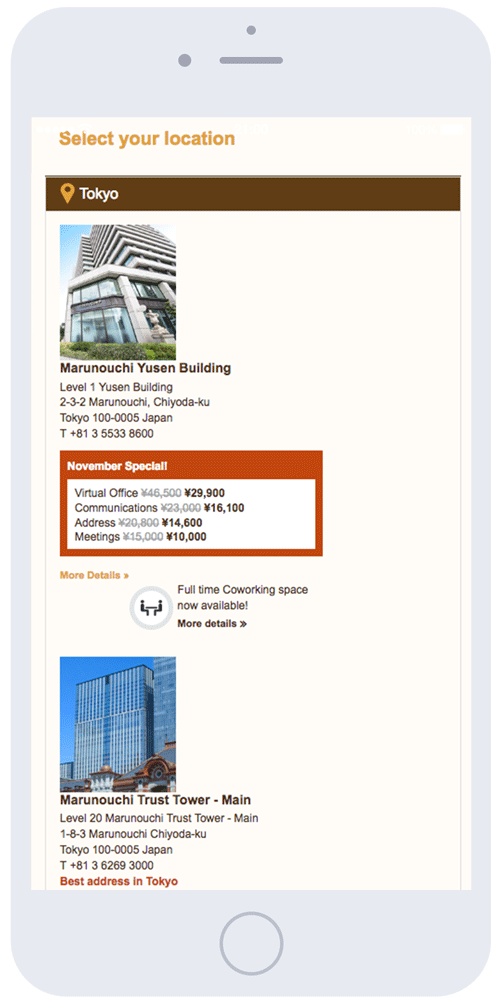 Select your location
Tokyo
Marunouchi Yusen Building
Level 1 Yusen Building
2-3-2 Marunouchi, Chiyoda-ku
Tokyo 100-0005 Japan
T +81 3 5533 8600
November Special!
Virtual Office ¥46,500 ¥29,900
Communications ¥23,000 ¥16,100
Address ¥20,800 ¥14,600
Meetings ¥15,000 ¥10,000
More Details »
Full time Coworking space
now available!
More details »
Marunouchi Trust Tower - Main
Level 20 Marunouchi Trust Tower - Main
1-8-3 Marunouchi Chiyoda-ku
Tokyo 100-0005 Japan
T +81 3 6269 3000
Best address in Tokyo